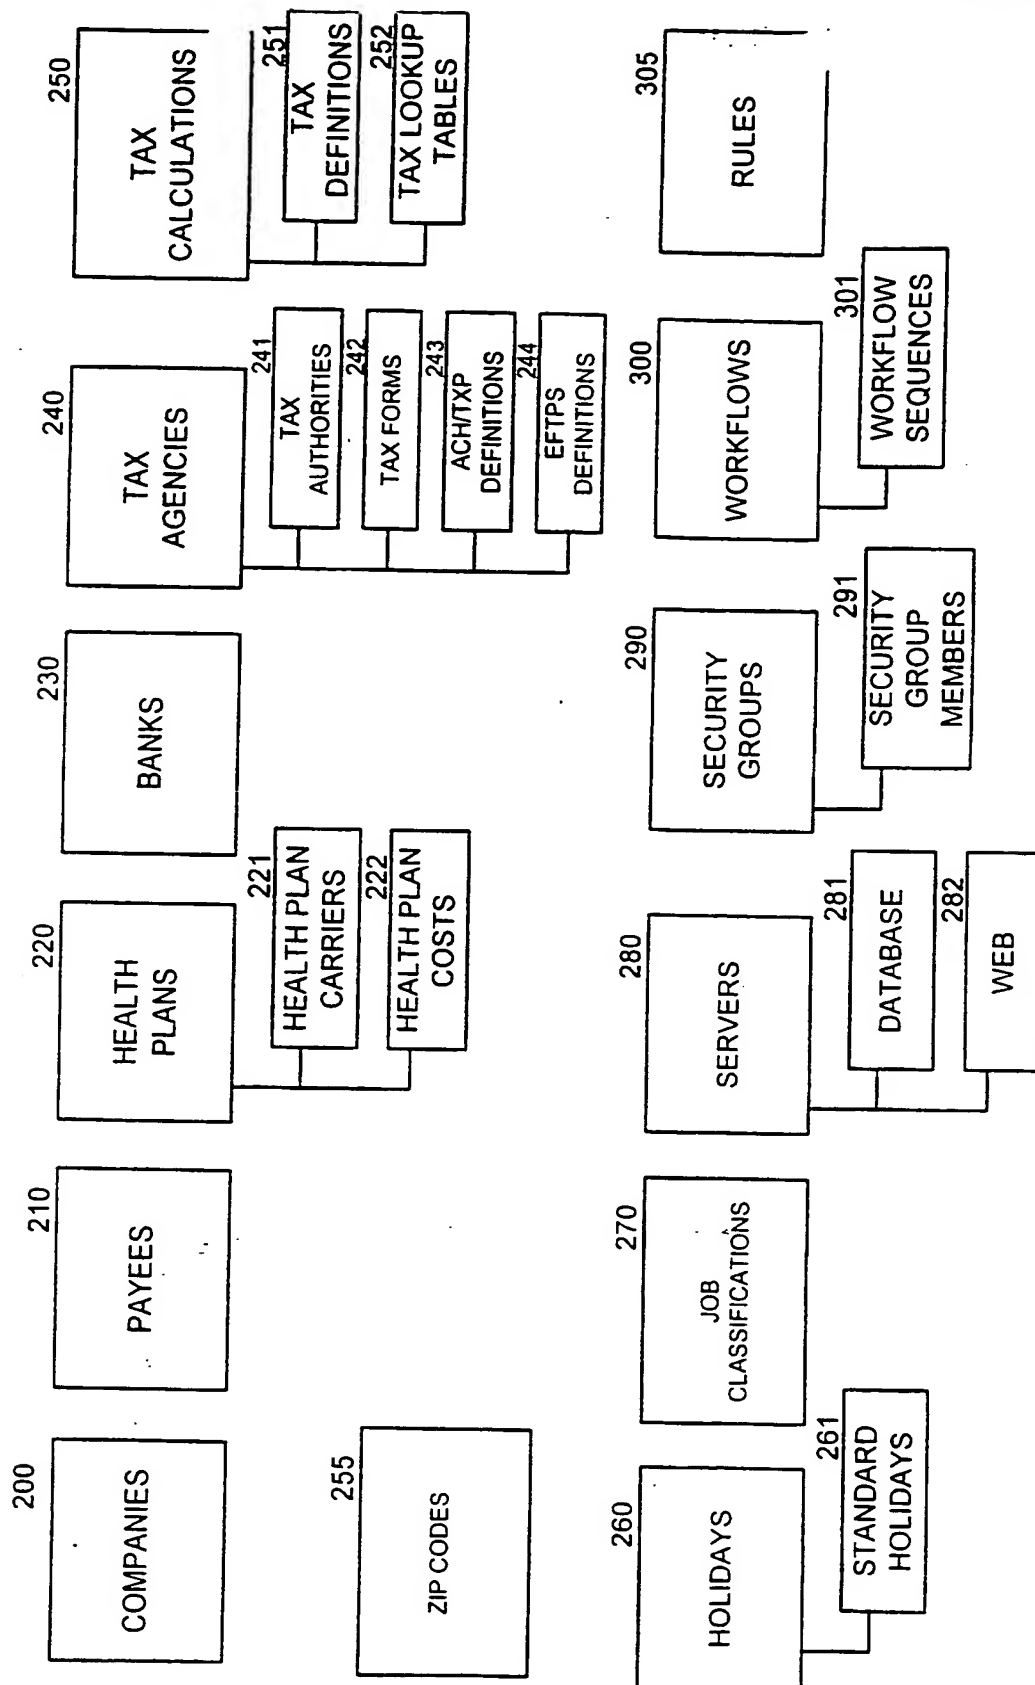 200
COMPANIES
210
PAYEES
220
HEALTH
PLANS
221
HEALTH PLAN
CARRIERS
222
HEALTH PLAN
COSTS
230
BANKS
240
TAX
AGENCIES
241
TAX
AUTHORITIES
242
TAX FORMS
243
ACH/TXP
DEFINITIONS
244
EFTPS
DEFINITIONS
250
TAX
CALCULATIONS
251
TAX
DEFINITIONS
252
TAX LOOKUP
TABLES
255
ZIP CODES
260
HOLIDAYS
261
STANDARD
HOLIDAYS
270
JOB
CLASSIFICATIONS
280
SERVERS
281
DATABASE
282
WEB
290
SECURITY
GROUPS
291
SECURITY
GROUP
MEMBERS
300
WORKFLOWS
301
WORKFLOW
SEQUENCES
305
RULES